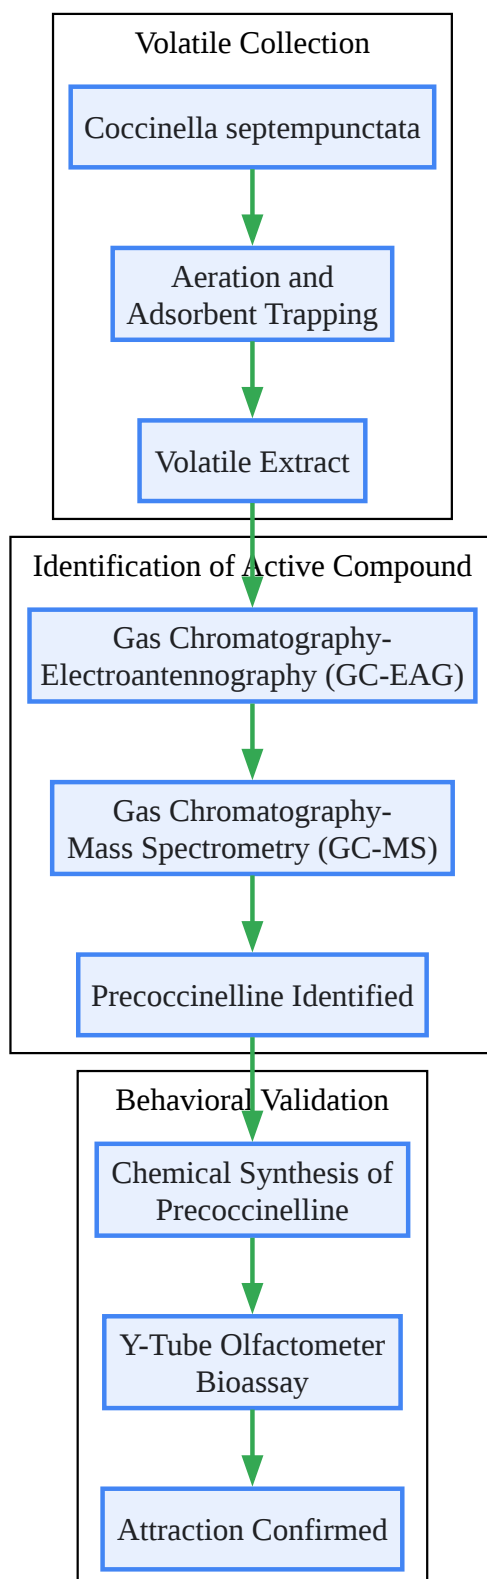 Volatile Collection
Coccinella septempunctata
Aeration and
Adsorbent Trapping
Volatile Extract
Identification of Active Compound
Gas Chromatography-
Electroantennography (GC-EAG)
Gas Chromatography-
Mass Spectrometry (GC-MS)
Precoccinelline Identified
Behavioral Validation
Chemical Synthesis of
Precoccinelline
Y-Tube Olfactometer
Bioassay
Attraction Confirmed